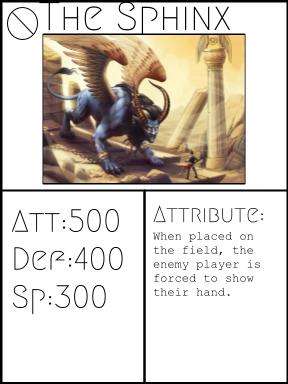 The Sphinx
Att:500
Def:400
Sp:300
Attribute:
When placed on
the field, the
enemy player is
forced to show
their hand.